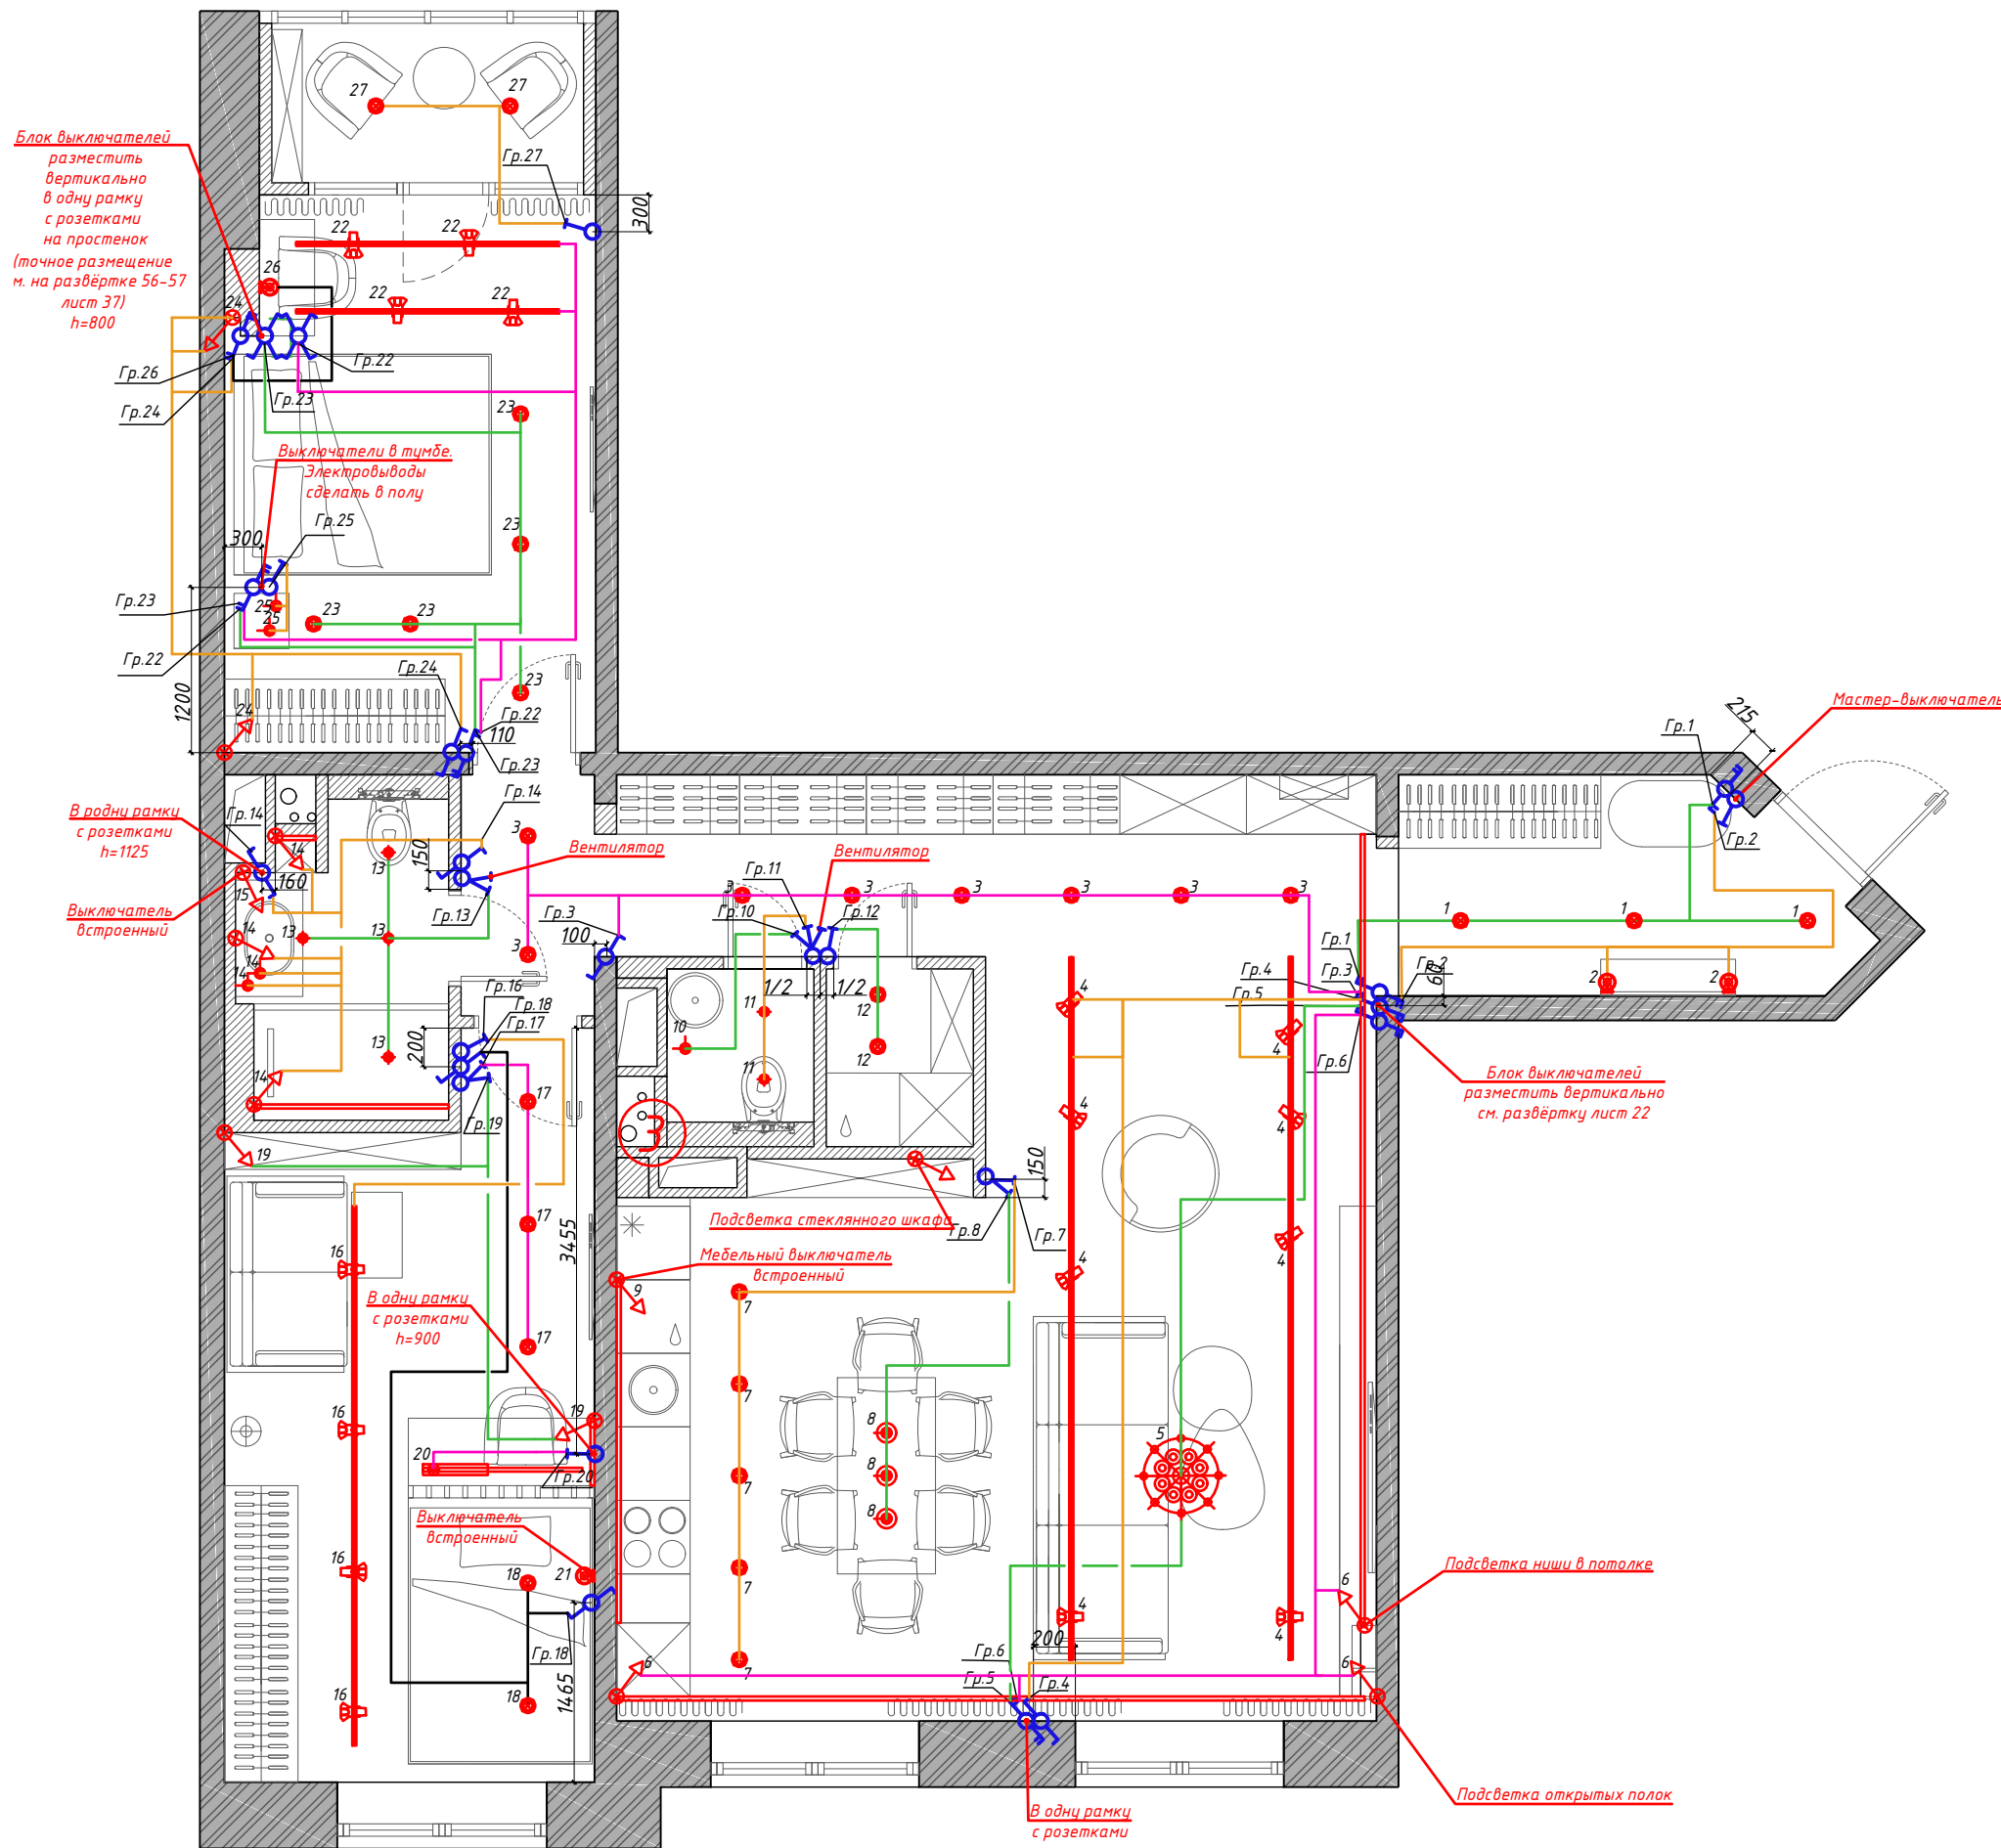 27
27
Гр.27
300
Блок выключателей
разместить
вертикально
в одну рамку
с розетками
на простенок
(точное размещение
м. на развёртке 56-57
лист 37)
h=800
22
22
26
22
22
24
Гр.22
Гр.26
Гр.23
Гр.24
23
Выключатели в тумбе.
Электровыводы
сделать в полу
Гр.25
23
300
Гр.23
25
25
23
23
Гр.22
Гр.24
23
1200
24
Гр.22
110
Гр.23
215
Мастер-выключатель
Гр.1
Гр.2
В родну рамку
с розетками
h=1125
Гр.14
Гр.14
14
13
150
3
Вентилятор
Вентилятор
160
15
Выключатель
встроенный
14
13
13
Гр.13
Гр.3
100
3
3
Гр.11
3
3
3
3
3
Гр.10
Гр.12
1
1
1
14
14
Гр.1
Гр.3
Гр.4
Гр.5
Гр.2
60
2
2
Гр.6
1/2
1/2
Гр.16
Гр.18
Гр.17
200
13
14
10
11
11
12
12
4
4
4
4
Блок выключателей
разместить вертикально
см. развёртку лист 22
17
Гр.19
19
3
150
Подсветка стеклянного шкафа
Гр.8
Гр.7
Мебельный выключатель
встроенный
9
7
4
4
16
17
3455
В одну рамку
с розетками
h=900
17
16
19
20
Гр.20
7
8
8
8
7
5
Выключатель
встроенный
16
18
21
7
Подсветка ниши в потолке
6
4
4
Гр.18
1465
200
7
6
Гр.6
Гр.5
Гр.4
6
16
18
Подсветка открытых полок
В одну рамку
с розетками